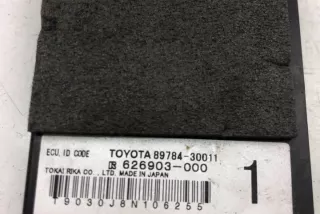 ECU, ID CODE TOYOTA 89784-30011
626903-000
TOKAI RIKA CO., LTD. MADE IN JAPAN
1
19030J8N106255